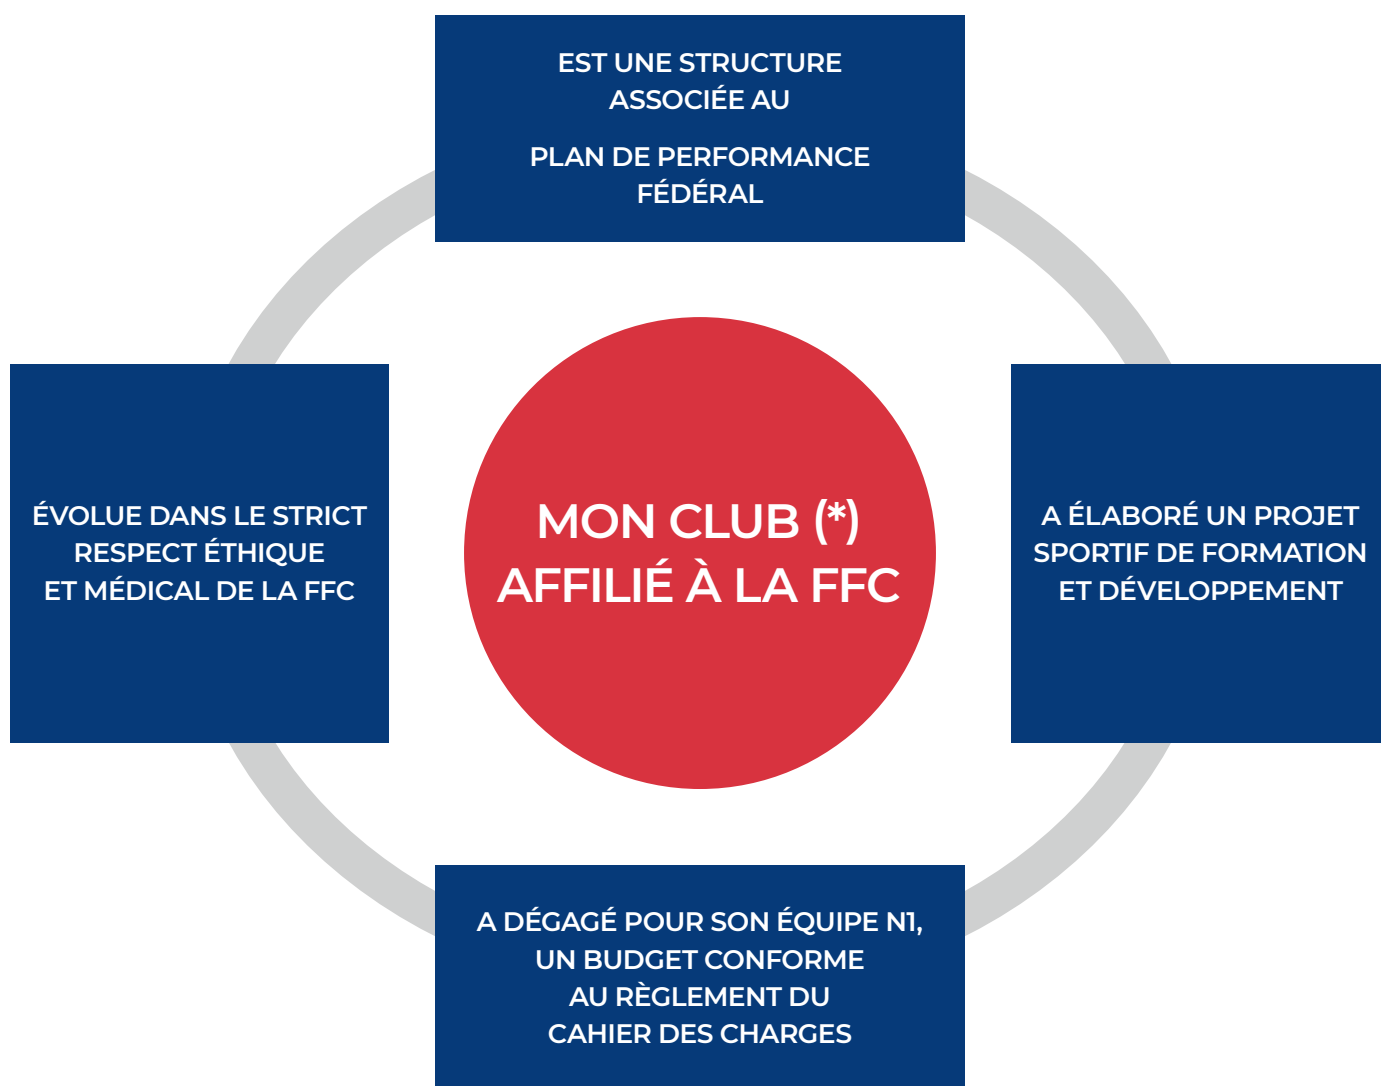 EST UNE STRUCTURE
ASSOCIÉE AU
PLAN DE PERFORMANCE
FÉDÉRAL
ÉVOLUE DANS LE STRICT
RESPECT ÉTHIQUE
ET MÉDICAL DE LA FFC
MON CLUB (*)
AFFILIÉ À LA FFC
A ÉLABORÉ UN PROJET
SPORTIF DE FORMATION
ET DÉVELOPPEMENT
A DÉGAGÉ POUR SON ÉQUIPE N1,
UN BUDGET CONFORME
AU RÈGLEMENT DU
CAHIER DES CHARGES